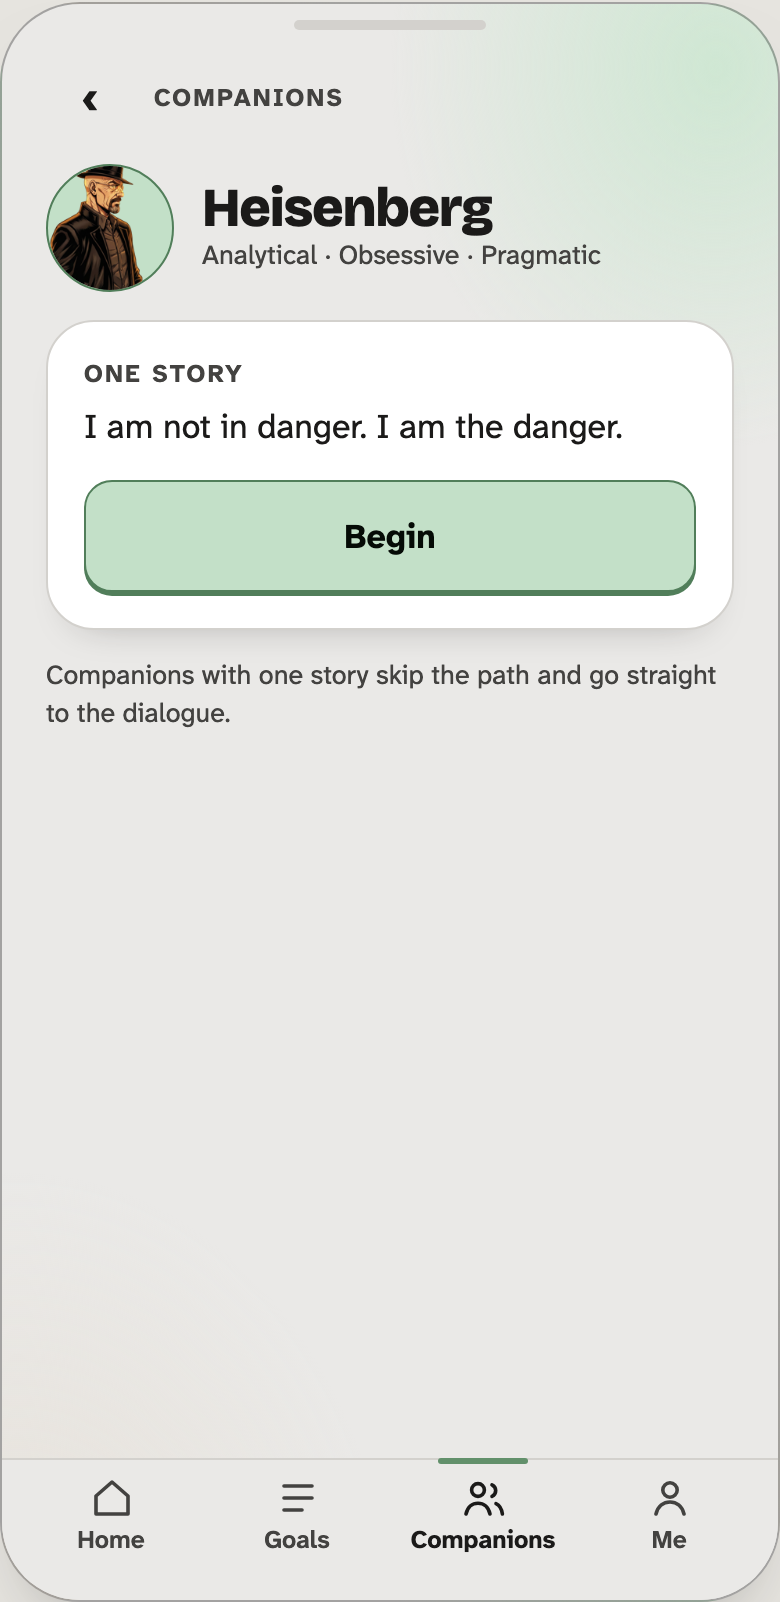 COMPANIONS
Heisenberg
Analytical · Obsessive · Pragmatic
ONE STORY
I am not in danger. I am the danger.
Begin
Companions with one story skip the path and go straight
to the dialogue.
Home
Goals
Companions
Me